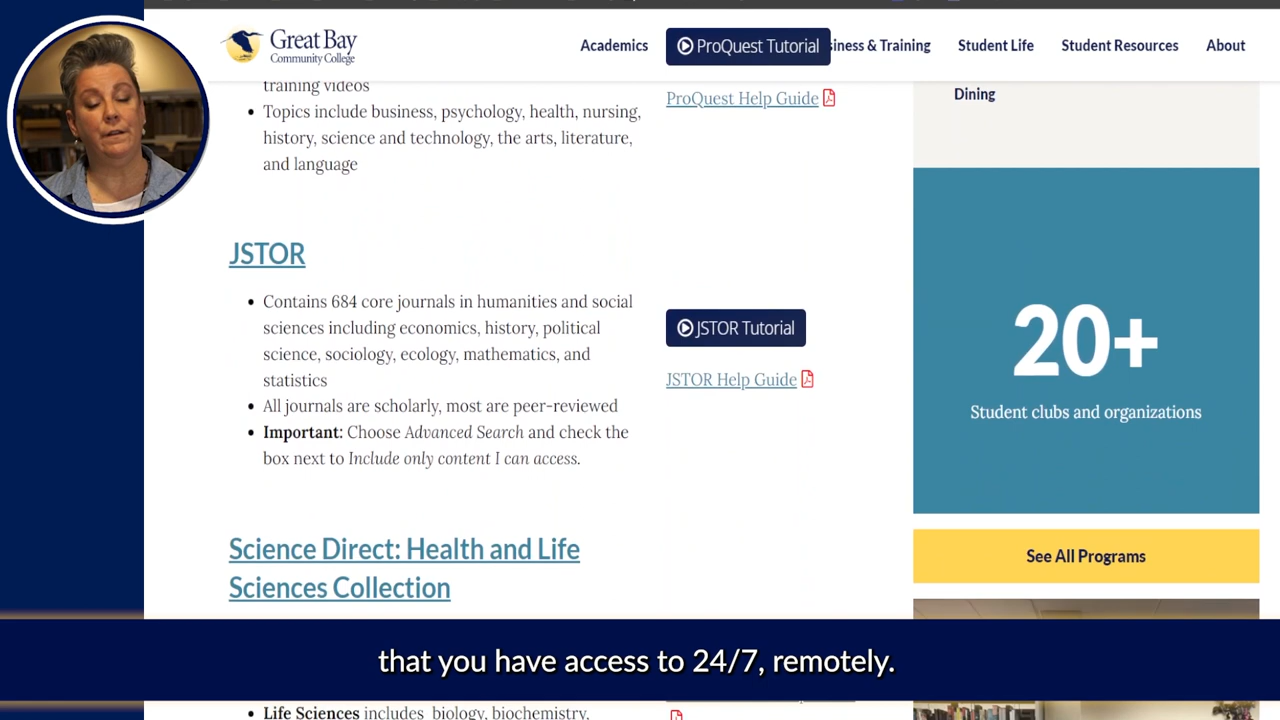 Great Bay
Community College
Academics
ProQuest Tutorial
siness & Training
Student Life
Student Resources
About
training videos
• Topics include business, psychology, health, nursing,
history, science and technology, the arts, literature,
and language
ProQuest Help Guide
Dining
JSTOR
• Contains 684 core journals in humanities and social
sciences including economics, history, political
science, sociology, ecology, mathematics, and
statistics
• All journals are scholarly, most are peer-reviewed
• Important: Choose Advanced Search and check the
box next to Include only content I can access.
JSTOR Tutorial
JSTOR Help Guide
20+
Student clubs and organizations
See All Programs
Science Direct: Health and Life
Sciences Collection
that you have access to 24/7, remotely.
• Life Sciences includes biology, biochemistry,